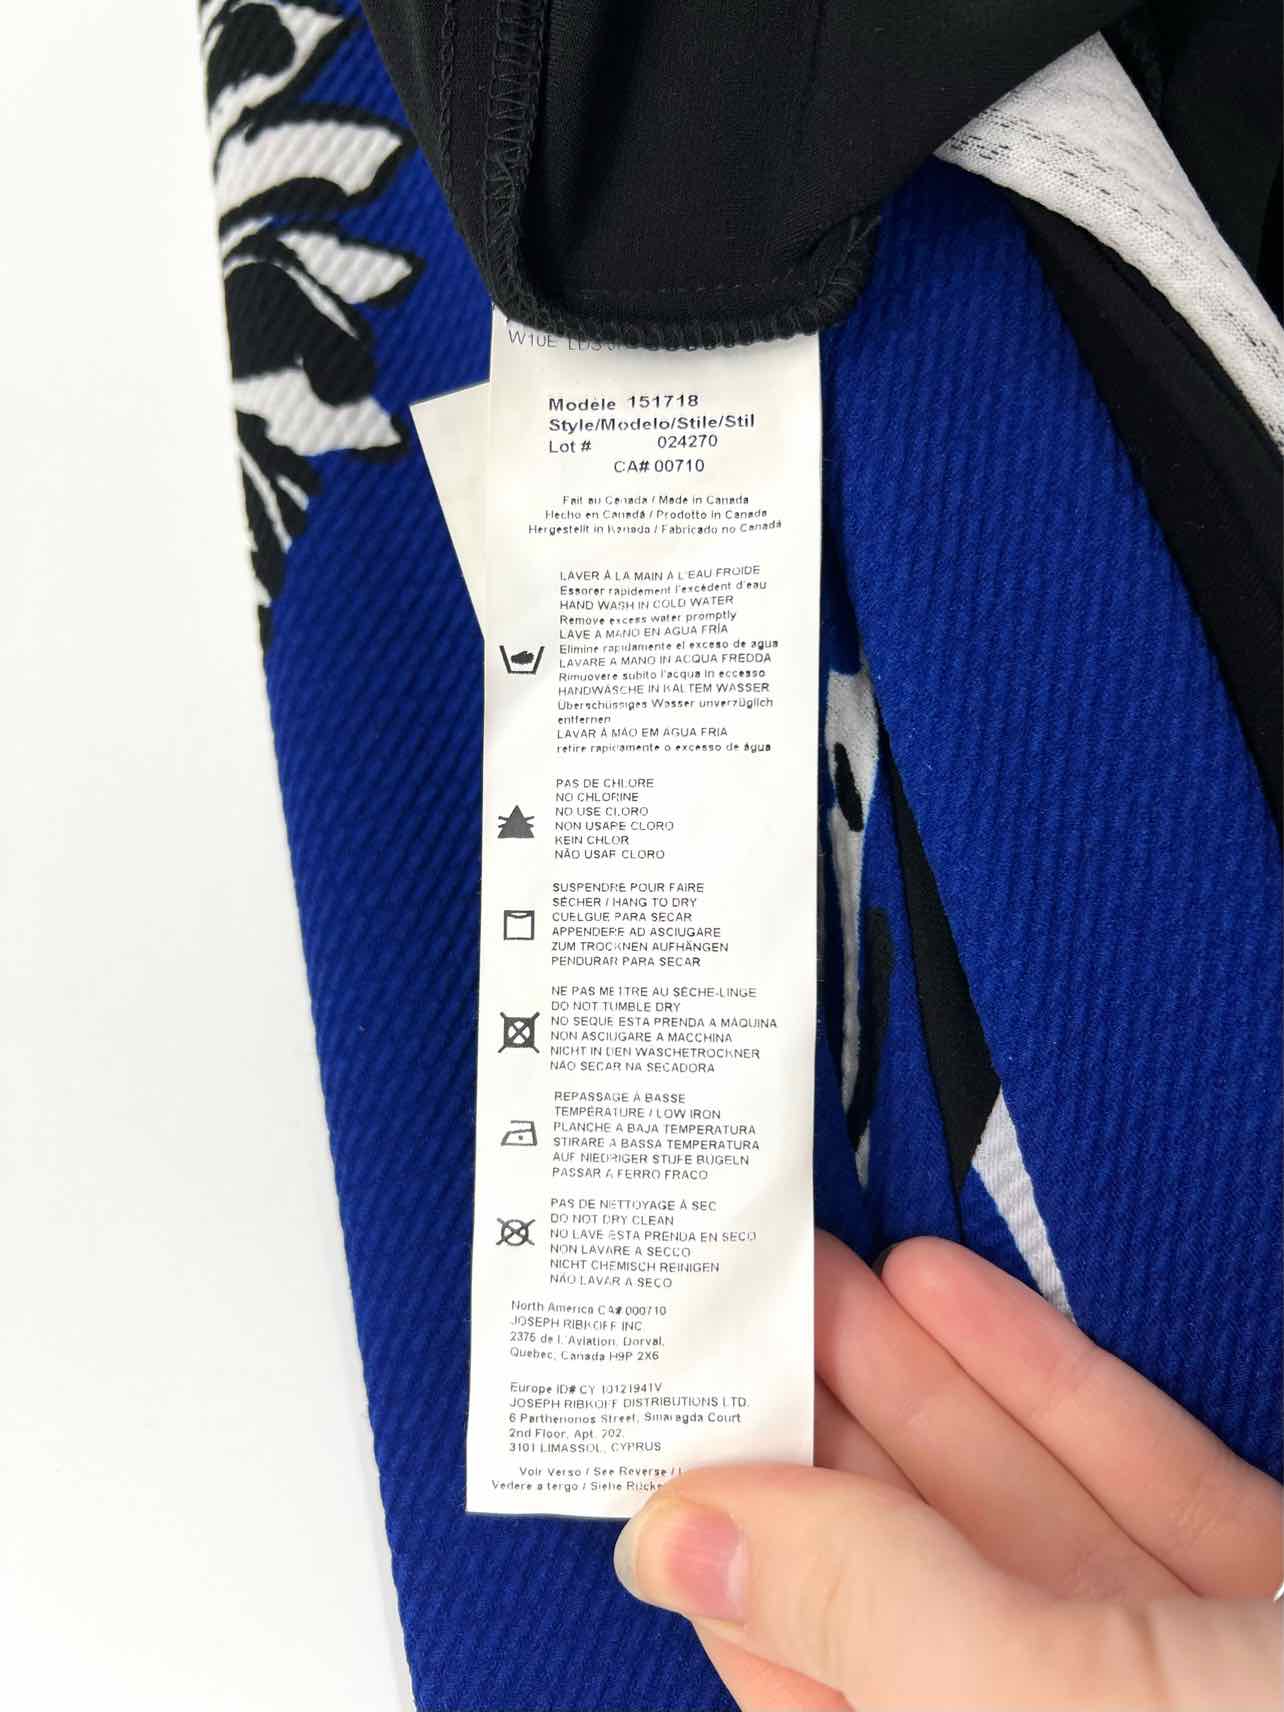 W10E LDS
Modèle 151718
Style/Modelo/Stile/Stil
Lot # 024270
CA# 00710
Fait au Canada / Made in Canada
Hecho en Canadá / Prodotto in Canada
Hergestellt in Kanada / Fabricado no Canadá
LAVER À LA MAIN À L'EAU FROIDE
Essorer rapidement l'excédent d'eau
HAND WASH IN COLD WATER
Remove excess water promptly
LAVE A MANO EN AGUA FRÍA
Elimine rapidamente el exceso de agua
LAVARE A MANO IN ACQUA FREDDA
Rimuovere subito l'acqua in eccesso
HANDWÄSCHE IN KALTEM WASSER
Überschüssiges Wasser unverzüglich
entfernen
LAVAR À MÃO EM ÁGUA FRIA
retire rapidamente o excesso de água
PAS DE CHLORE
NO CHLORINE
NO USE CLORO
NON USARE CLORO
KEIN CHLOR
NÃO USAR CLORO
SUSPENDRE POUR FAIRE
SÉCHER / HANG TO DRY
CUELGUE PARA SECAR
APPENDERE AD ASCIUGARE
ZUM TROCKNEN AUFHÄNGEN
PENDURAR PARA SECAR
NE PAS METTRE AU SÈCHE-LINGE
DO NOT TUMBLE DRY
NO SEQUE ESTA PRENDA A MÁQUINA
NON ASCIUGARE A MACCHINA
NICHT IN DEN WASCHETROCKNER
NÃO SECAR NA SECADORA
REPASSAGE À BASSE
TEMPÉRATURE / LOW IRON
PLANCHE A BAJA TEMPERATURA
STIRARE A BASSA TEMPERATURA
AUF NIEDRIGER STUFE BÜGELN
PASSAR A FERRO FRACO
PAS DE NETTOYAGE À SEC
DO NOT DRY CLEAN
NO LAVE ESTA PRENDA EN SECO
NON LAVARE A SECCO
NICHT CHEMISCH REINIGEN
NÃO LAVAR A SECO
North America CA# 000710
JOSEPH RIBKOFF INC.
2375 de L'Aviation, Dorval,
Quebec, Canada H9P 2X6
Europe ID# CY 10121941V
JOSEPH RIBKOFF DISTRIBUTIONS LTD.
6 Parthenonos Street, Smaragda Court
2nd Floor, Apt. 202,
3101 LIMASSOL, CYPRUS
Voir Verso / See Reverse /
Vedere a tergo / Siehe Rücke